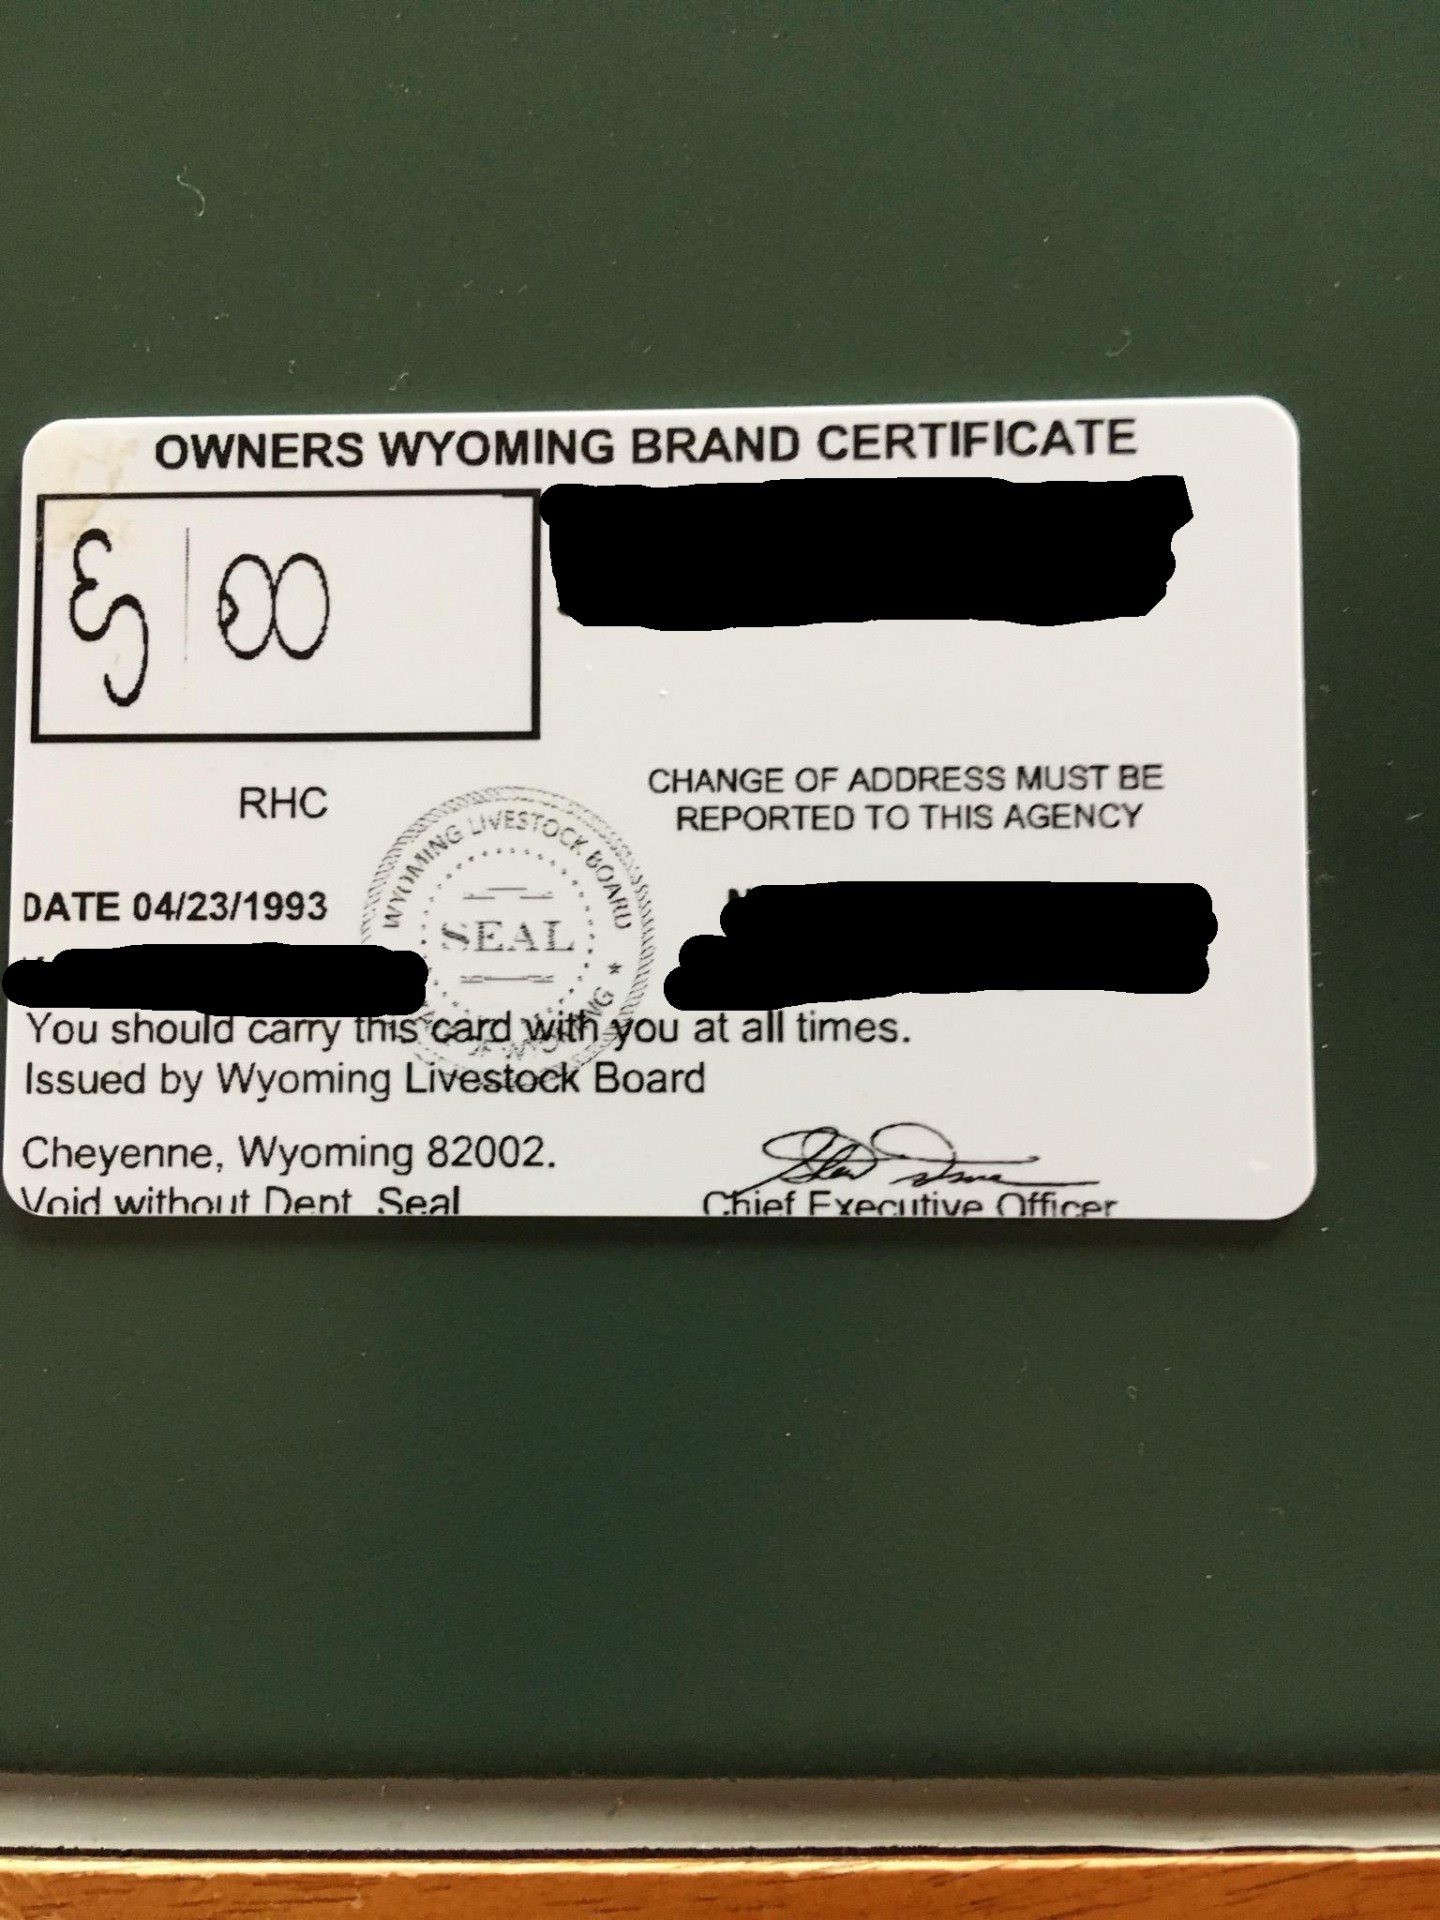 OWNERS WYOMING BRAND CERTIFICATE
RHC
CHANGE OF ADDRESS MUST BE
REPORTED TO THIS AGENCY
DATE 04/23/1993
WYOMING LIVESTOCK BOARD
SEAL
OF WYOMING
You should carry this card with you at all times.
Issued by Wyoming Livestock Board
Cheyenne, Wyoming 82002.
Void without Dept. Seal
Chief Executive Officer